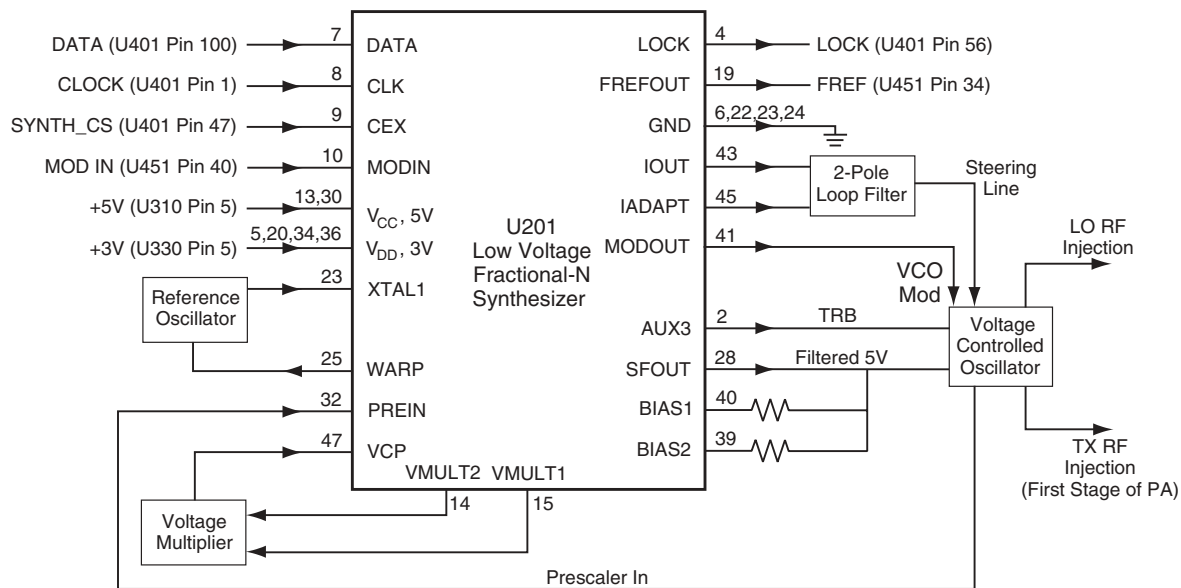 DATA (U401 Pin 100)
7
DATA
CLOCK (U401 Pin 1)
8
CLK
SYNTH_CS (U401 Pin 47)
9
CEX
MOD IN (U451 Pin 40)
10
MODIN
+5V (U310 Pin 5)
13,30
VCC, 5V
+3V (U330 Pin 5)
5,20,34,36
VDD, 3V
Reference
Oscillator
23
XTAL1
25
WARP
32
PREIN
47
VCP
VMULT2
14
VMULT1
15
Voltage
Multiplier
U201
Low Voltage
Fractional-N
Synthesizer
LOCK
4
LOCK (U401 Pin 56)
FREFOUT
19
FREF (U451 Pin 34)
GND
6,22,23,24
IOUT
43
IADAPT
45
2-Pole
Loop Filter
Steering
Line
MODOUT
41
VCO
Mod
LO RF
Injection
AUX3
2
TRB
SFOUT
28
Filtered 5V
BIAS1
40
BIAS2
39
Voltage
Controlled
Oscillator
TX RF
Injection
(First Stage of PA)
Prescaler In